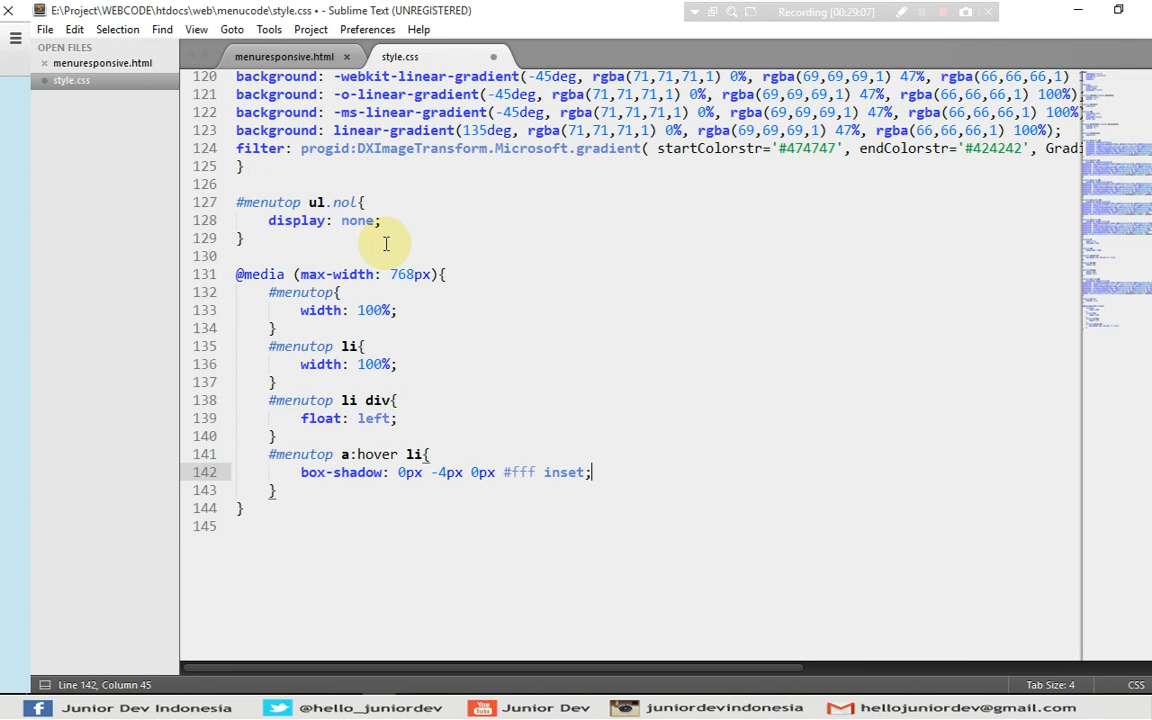 E:\Project\WEBCODE\htdocs\web\menucode\style.css • - Sublime Text (UNREGISTERED)
Recording [00:29:07]
File Edit Selection Find View Goto Tools Project Preferences Help
OPEN FILES
menuresponsive.html
style.css
menuresponsive.html
style.css
120 background: -webkit-linear-gradient(-45deg, rgba(71,71,71,1) 0%, rgba(69,69,69,1) 47%, rgba(66,66,66,1)
121 background: -o-linear-gradient(-45deg, rgba(71,71,71,1) 0%, rgba(69,69,69,1) 47%, rgba(66,66,66,1) 100%)
122 background: -ms-linear-gradient(-45deg, rgba(71,71,71,1) 0%, rgba(69,69,69,1) 47%, rgba(66,66,66,1) 100%
123 background: linear-gradient(135deg, rgba(71,71,71,1) 0%, rgba(69,69,69,1) 47%, rgba(66,66,66,1) 100%);
124 filter: progid:DXImageTransform.Microsoft.gradient( startColorstr='#474747', endColorstr='#424242', Gradi
125 }
126
127 #menutop ul.nol{
128 display: none;
129 }
130
131 @media (max-width: 768px){
132 #menutop{
133 width: 100%;
134 }
135 #menutop li{
136 width: 100%;
137 }
138 #menutop li div{
139 float: left;
140 }
141 #menutop a:hover li{
142 box-shadow: 0px -4px 0px #fff inset;
143 }
144 }
145
Line 142, Column 45
Tab Size: 4
CSS
Junior Dev Indonesia @hello_juniordev Junior Dev juniordevindonesia hellojuniordev@gmail.com